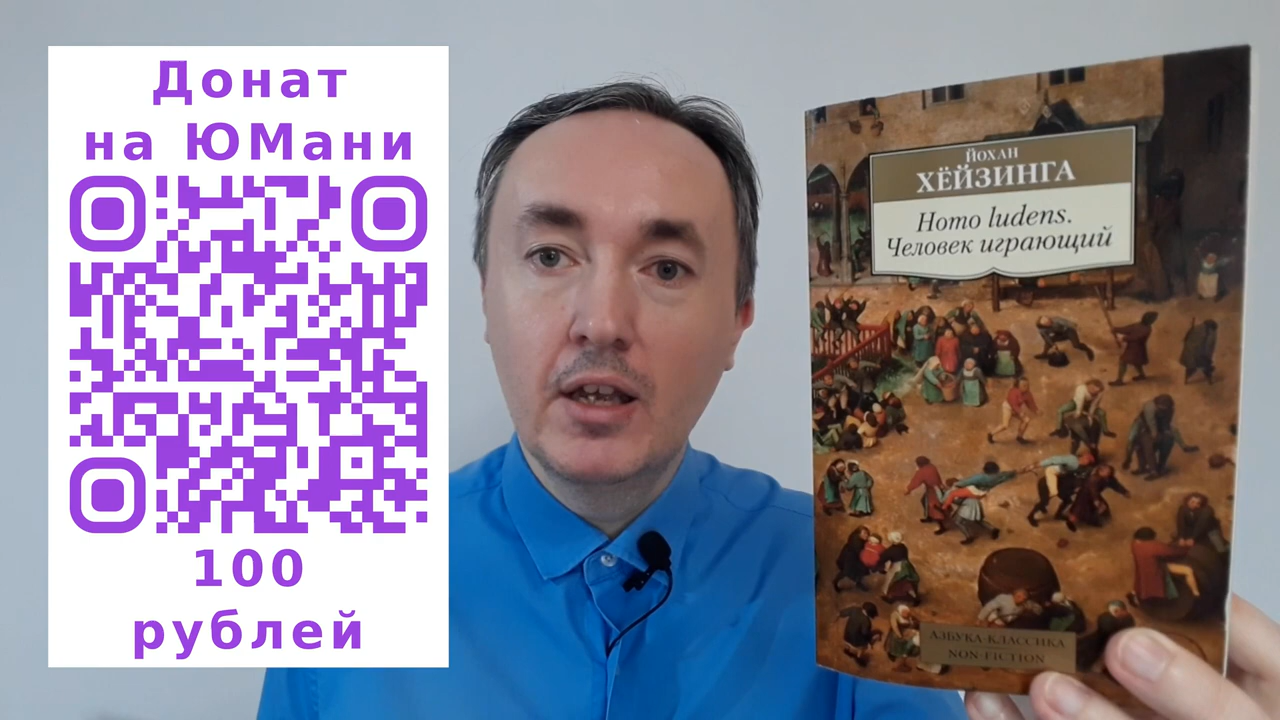 Донат
на ЮМани
100
рублей
ЙОХАН
ХЁЙЗИНГА
Homo ludens.
Человек играющий
АЗБУКА-КЛАССИКА
NON-FICTION